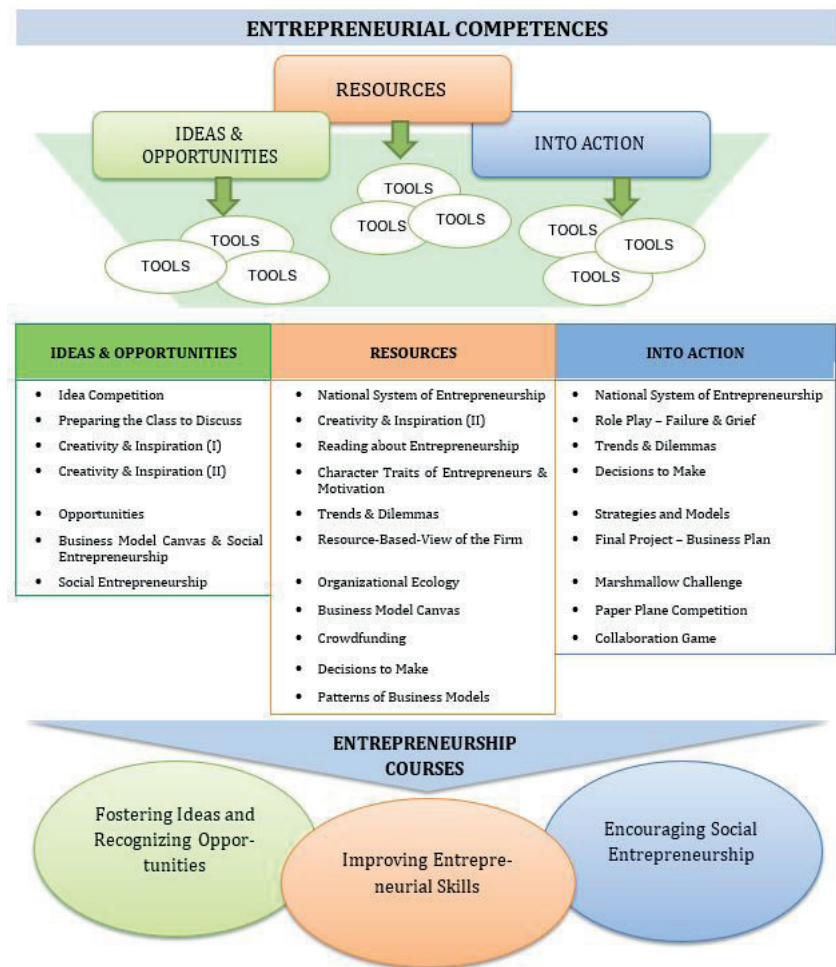 ENTREPRENEURIAL COMPETENCES
RESOURCES
IDEAS &
OPPORTUNITIES
INTO ACTION
TOOLS
TOOLS
TOOLS
TOOLS
TOOLS
TOOLS
TOOLS
TOOLS
TOOLS
IDEAS & OPPORTUNITIES
• Idea Competition
• Preparing the Class to Discuss
• Creativity & Inspiration (I)
• Creativity & Inspiration (II)
• Opportunities
• Business Model Canvas & Social
Entrepreneurship
• Social Entrepreneurship
RESOURCES
• National System of Entrepreneurship
• Creativity & Inspiration (II)
• Reading about Entrepreneurship
• Character Traits of Entrepreneurs &
Motivation
• Trends & Dilemmas
• Resource-Based-View of the Firm
• Organizational Ecology
• Business Model Canvas
• Crowdfunding
• Decisions to Make
• Patterns of Business Models
INTO ACTION
• National System of Entrepreneurship
• Role Play – Failure & Grief
• Trends & Dilemmas
• Decisions to Make
• Strategies and Models
• Final Project – Business Plan
• Marshmallow Challenge
• Paper Plane Competition
• Collaboration Game
ENTREPRENEURSHIP
COURSES
Fostering Ideas and
Recognizing Oppor-
tunities
Improving Entrepre-
neurial Skills
Encouraging Social
Entrepreneurship